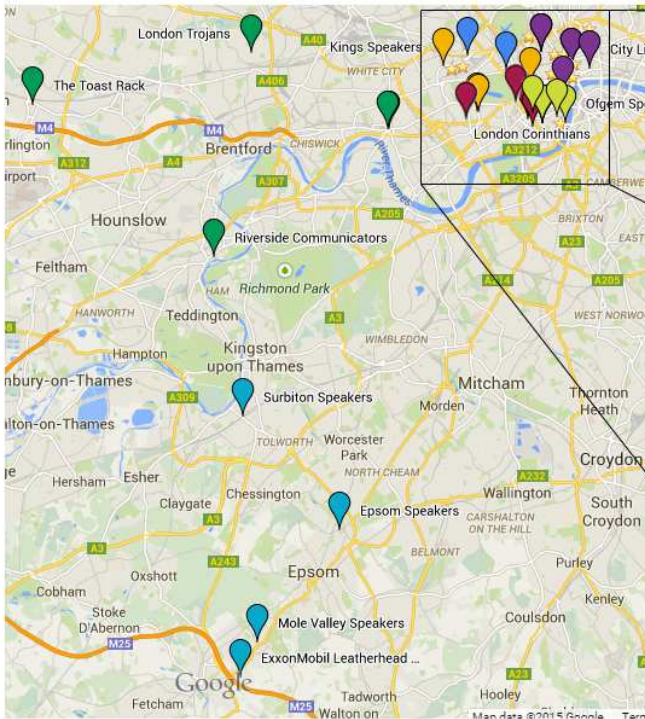 London Trojans
A40
Kings Speakers
City Li
The Toast Rack
A406
WHITE CITY
M4
M4
Ofgem Spe
London Corinthians
arlington
A312
A4
Brentford
CHISWICK
River Thames
A3212
irport
A307
A3205
A3
CAMBERWE
Hounslow
A205
BRIXTON
Riverside Communicators
A23
EAST
Feltham
HAM
Richmond Park
A214
A205
HANWORTH
Teddington
A3
WEST NORWO
Hampton
Kingston
upon Thames
WIMBLEDON
nbury-on-Thames
A309
Surbiton Speakers
Mitcham
Thornton
Heath
alton-on-Thames
Morden
TOLWORTH
Worcester
Park
Croydon
Hersham
Esher
Chessington
NORTH CHEAM
A232
Wallington
Claygate
Epsom Speakers
CARSHALTON
ON THE HILL
South
Croydon
A3
A3
A243
BELMONT
Oxshott
Epsom
Purley
Cobham
Kenley
Stoke
D'Abernon
Mole Valley Speakers
Coulsdon
M25
M25
ExxonMobil Leatherhead ...
Google
A23
Fetcham
Tadworth
Hooley
Walton on
Map data ©2015 Google
Term